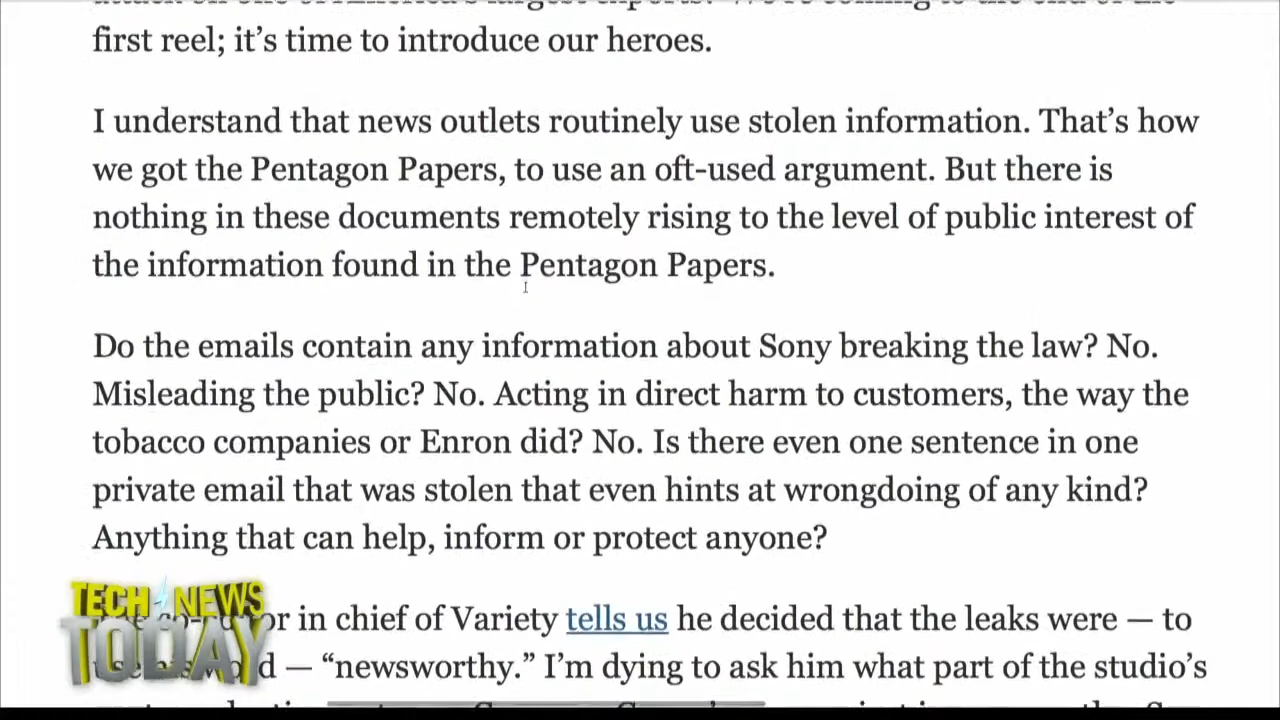 first reel; it’s time to introduce our heroes.
I understand that news outlets routinely use stolen information. That’s how
we got the Pentagon Papers, to use an oft-used argument. But there is
nothing in these documents remotely rising to the level of public interest of
the information found in the Pentagon Papers.
Do the emails contain any information about Sony breaking the law? No.
Misleading the public? No. Acting in direct harm to customers, the way the
tobacco companies or Enron did? No. Is there even one sentence in one
private email that was stolen that even hints at wrongdoing of any kind?
Anything that can help, inform or protect anyone?
in chief of Variety tells us he decided that the leaks were — to
— “newsworthy.” I’m dying to ask him what part of the studio’s
TECH NEWS
TODAY